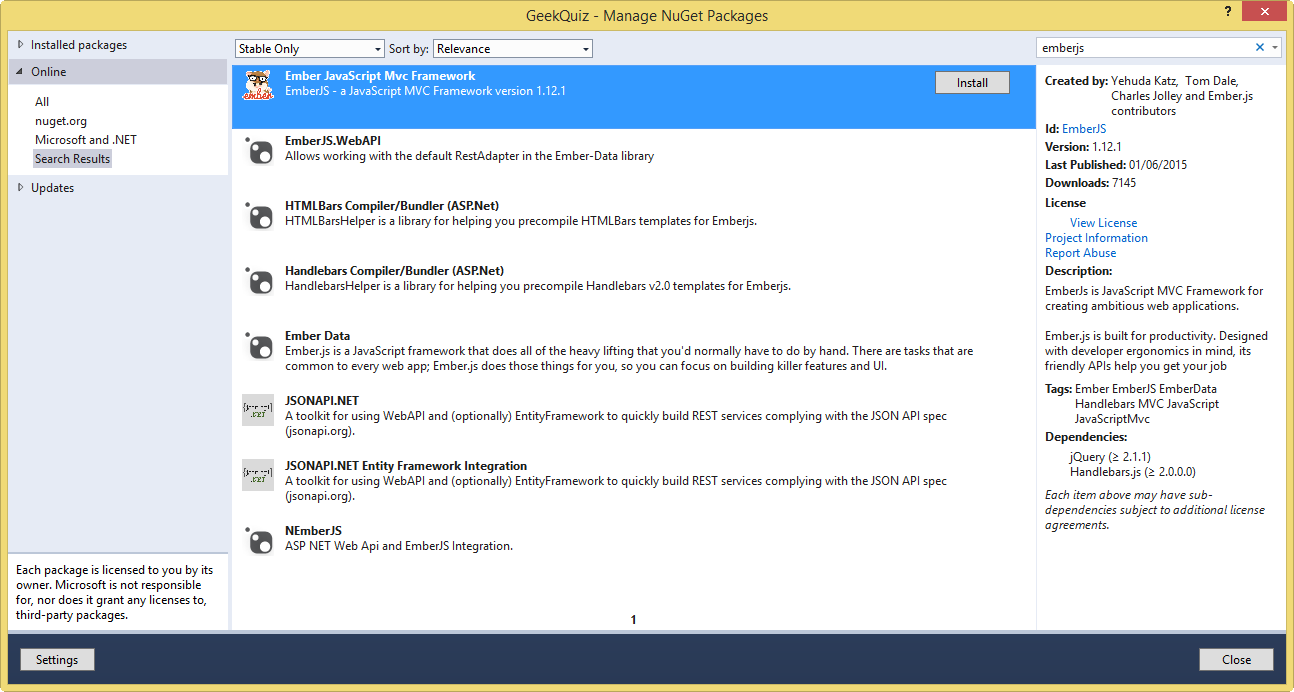 GeekQuiz - Manage NuGet Packages
?
Installed packages
Online
All
nuget.org
Microsoft and .NET
Search Results
Updates
Each package is licensed to you by its
owner. Microsoft is not responsible
for, nor does it grant any licenses to,
third-party packages.
Stable Only
Sort by:
Relevance
Ember JavaScript Mvc Framework
EmberJS - a JavaScript MVC Framework version 1.12.1
Install
ember
EmberJS.WebAPI
Allows working with the default RestAdapter in the Ember-Data library
HTMLBars Compiler/Bundler (ASP.Net)
HTMLBarsHelper is a library for helping you precompile HTMLBars templates for Emberjs.
Handlebars Compiler/Bundler (ASP.Net)
HandlebarsHelper is a library for helping you precompile Handlebars v2.0 templates for Emberjs.
Ember Data
Ember.js is a JavaScript framework that does all of the heavy lifting that you'd normally have to do by hand. There are tasks that are
common to every web app; Ember.js does those things for you, so you can focus on building killer features and UI.
JSONAPI.NET
A toolkit for using WebAPI and (optionally) EntityFramework to quickly build REST services complying with the JSON API spec
(jsonapi.org).
JSONAPI.NET Entity Framework Integration
A toolkit for using WebAPI and (optionally) EntityFramework to quickly build REST services complying with the JSON API spec
(jsonapi.org).
NEmberJS
ASP NET Web Api and EmberJS Integration.
1
emberjs
Created by: Yehuda Katz, Tom Dale,
Charles Jolley and Ember.js
contributors
Id: EmberJS
Version: 1.12.1
Last Published: 01/06/2015
Downloads: 7145
License
View License
Project Information
Report Abuse
Description:
EmberJs is JavaScript MVC Framework for
creating ambitious web applications.
Ember.js is built for productivity. Designed
with developer ergonomics in mind, its
friendly APIs help you get your job
Tags: Ember EmberJS EmberData
Handlebars MVC JavaScript
JavaScriptMvc
Dependencies:
jQuery (≥ 2.1.1)
Handlebars.js (≥ 2.0.0.0)
Each item above may have sub-
dependencies subject to additional license
agreements.
Settings
Close